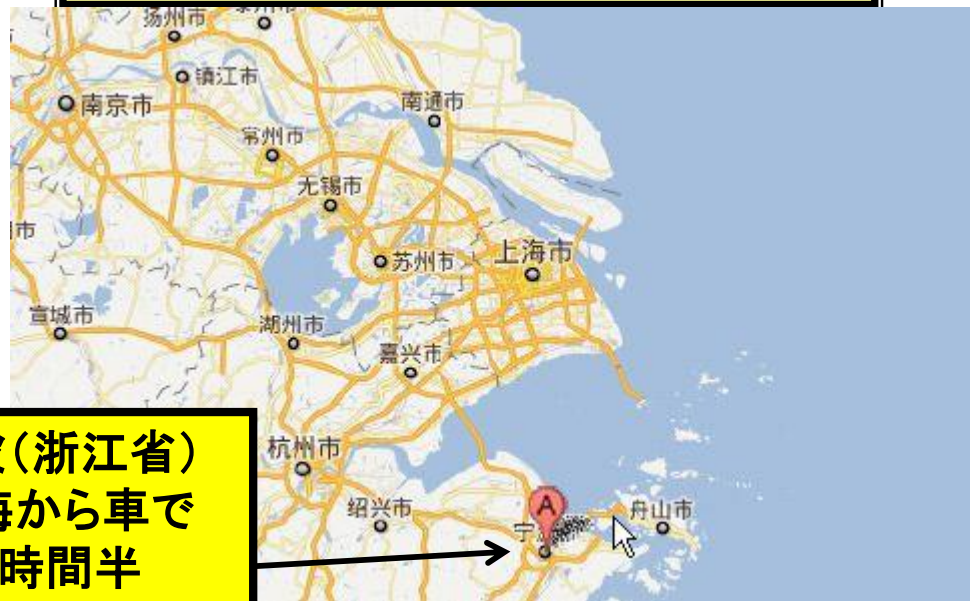 扬州市
镇江市
南京市
南通市
常州市
无锡市
苏州市
上海市
宣城市
湖州市
嘉兴市
杭州市
绍兴市
A
舟山市
宁
(浙江省)
から車で
時間半